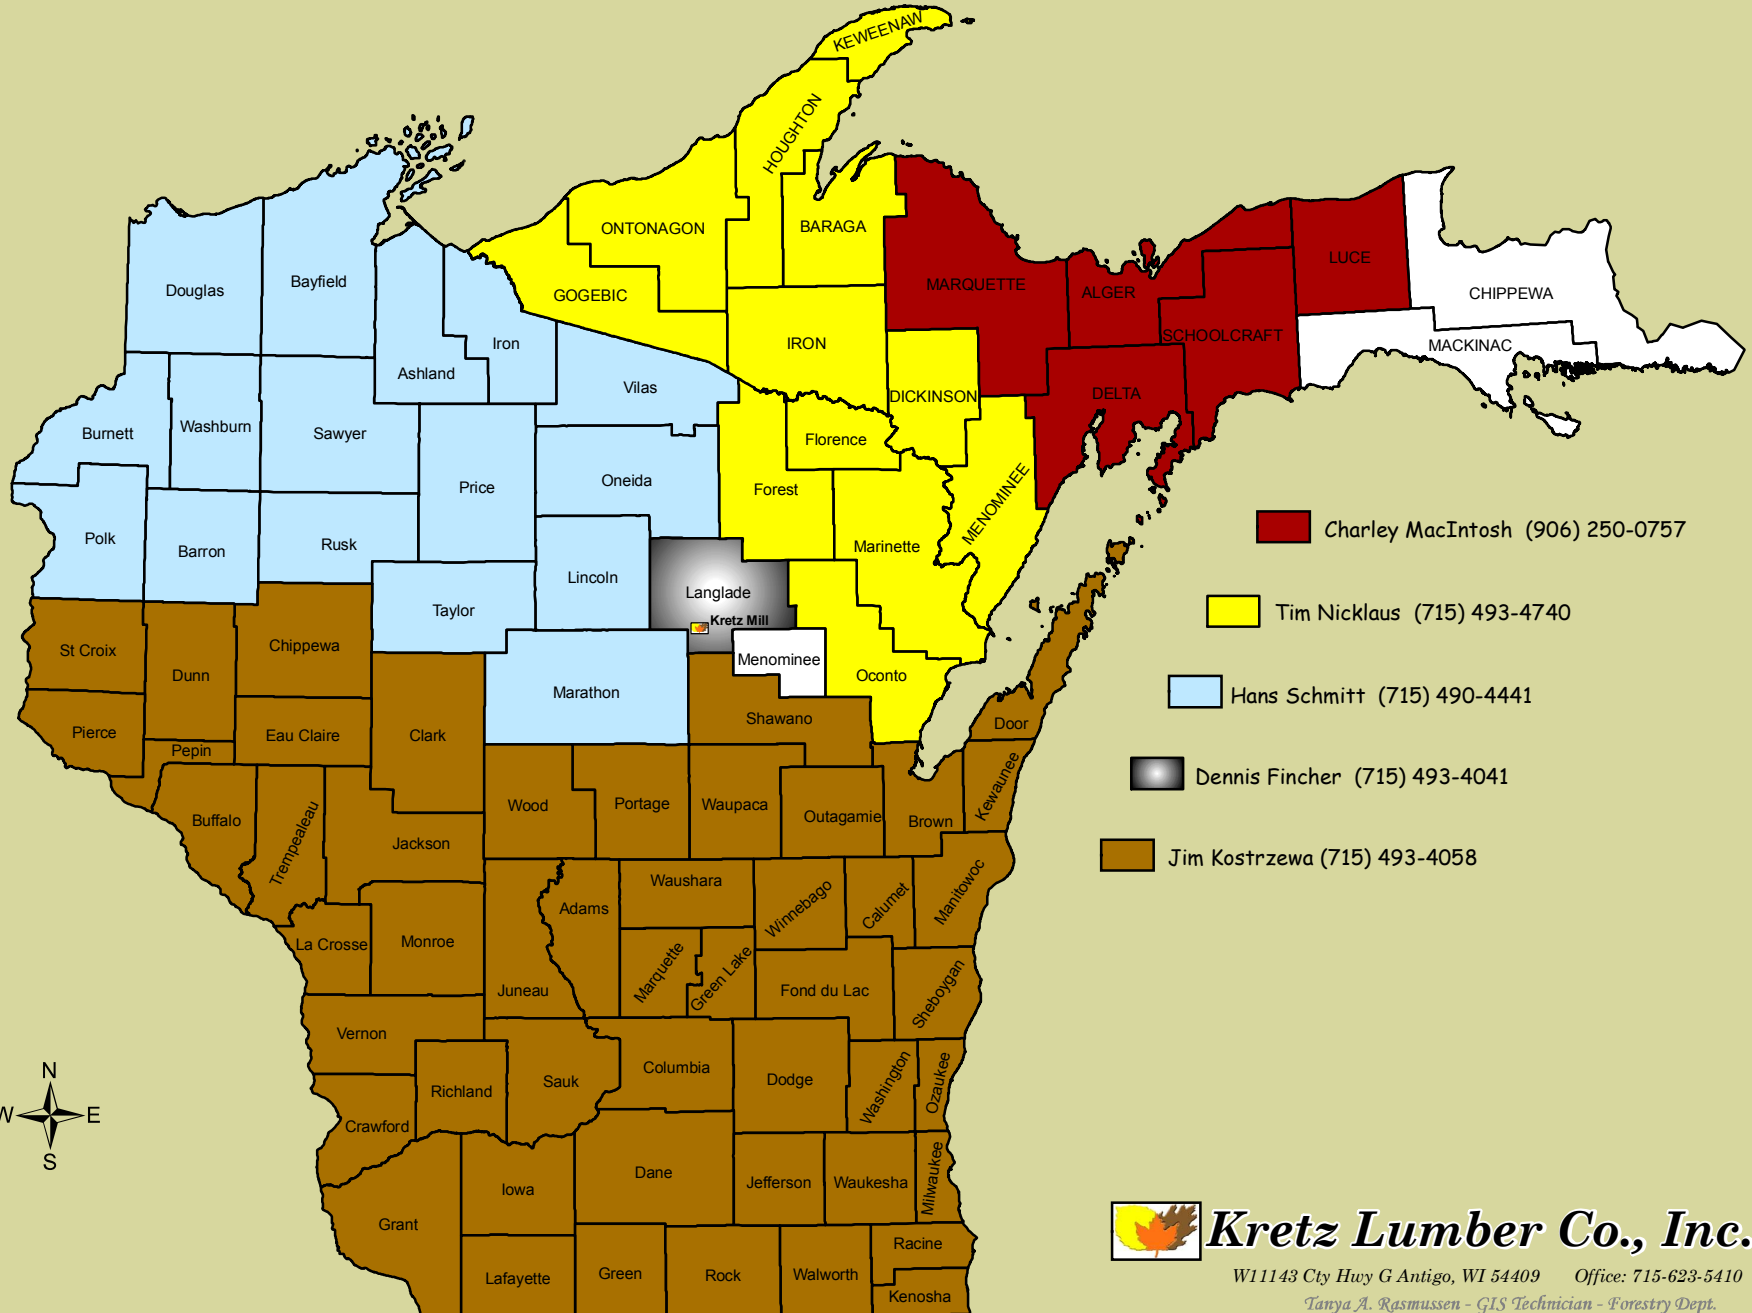 KEWEENAW
HOUGHTON
ONTONAGON
BARAGA
GOGEBIC
MARQUETTE
ALGER
LUCE
CHIPPEWA
SCHOOLCRAFT
MACKINAC
IRON
DICKINSON
DELTA
MENOMINEE
Douglas
Bayfield
Iron
Ashland
Vilas
Burnett
Washburn
Sawyer
Florence
Price
Oneida
Forest
Polk
Barron
Rusk
Marinette
Lincoln
Langlade
Taylor
Kretz Mill
Chippewa
St Croix
Dunn
Menominee
Oconto
Marathon
Shawano
Pierce
Pepin
Eau Claire
Clark
Door
Kewaunee
Buffalo
Trempealeau
Jackson
Wood
Portage
Waupaca
Outagamie
Brown
Waushara
Adams
Winnebago
Calumet
Manitowoc
La Crosse
Monroe
Juneau
Marquette
Green Lake
Fond du Lac
Sheboygan
Vernon
Richland
Sauk
Columbia
Dodge
Washington
Ozaukee
Crawford
Dane
Iowa
Jefferson
Waukesha
Milwaukee
Grant
Lafayette
Green
Rock
Walworth
Racine
Kenosha
Charley MacIntosh (906) 250-0757
Tim Nicklaus (715) 493-4740
Hans Schmitt (715) 490-4441
Dennis Fincher (715) 493-4041
Jim Kostrzewa (715) 493-4058
N
W E
S
Kretz Lumber Co., Inc.
W11143 Cty Hwy G Antigo, WI 54409 Office: 715-623-5410
Tanya A. Rasmussen - GIS Technician - Forestry Dept.